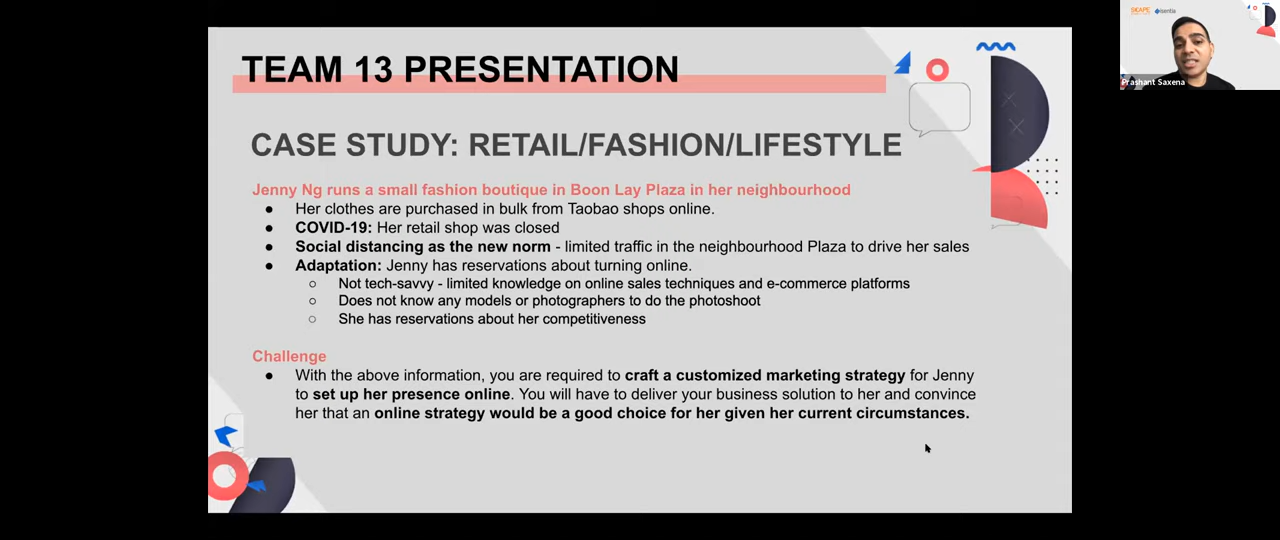 TEAM 13 PRESENTATION
CASE STUDY: RETAIL/FASHION/LIFESTYLE
Jenny Ng runs a small fashion boutique in Boon Lay Plaza in her neighbourhood
● Her clothes are purchased in bulk from Taobao shops online.
● COVID-19: Her retail shop was closed
● Social distancing as the new norm - limited traffic in the neighbourhood Plaza to drive her sales
● Adaptation: Jenny has reservations about turning online.
○ Not tech-savvy - limited knowledge on online sales techniques and e-commerce platforms
○ Does not know any models or photographers to do the photoshoot
○ She has reservations about her competitiveness
Challenge
● With the above information, you are required to craft a customized marketing strategy for Jenny
to set up her presence online. You will have to deliver your business solution to her and convince
her that an online strategy would be a good choice for her given her current circumstances.
isentia
Prashant Saxena